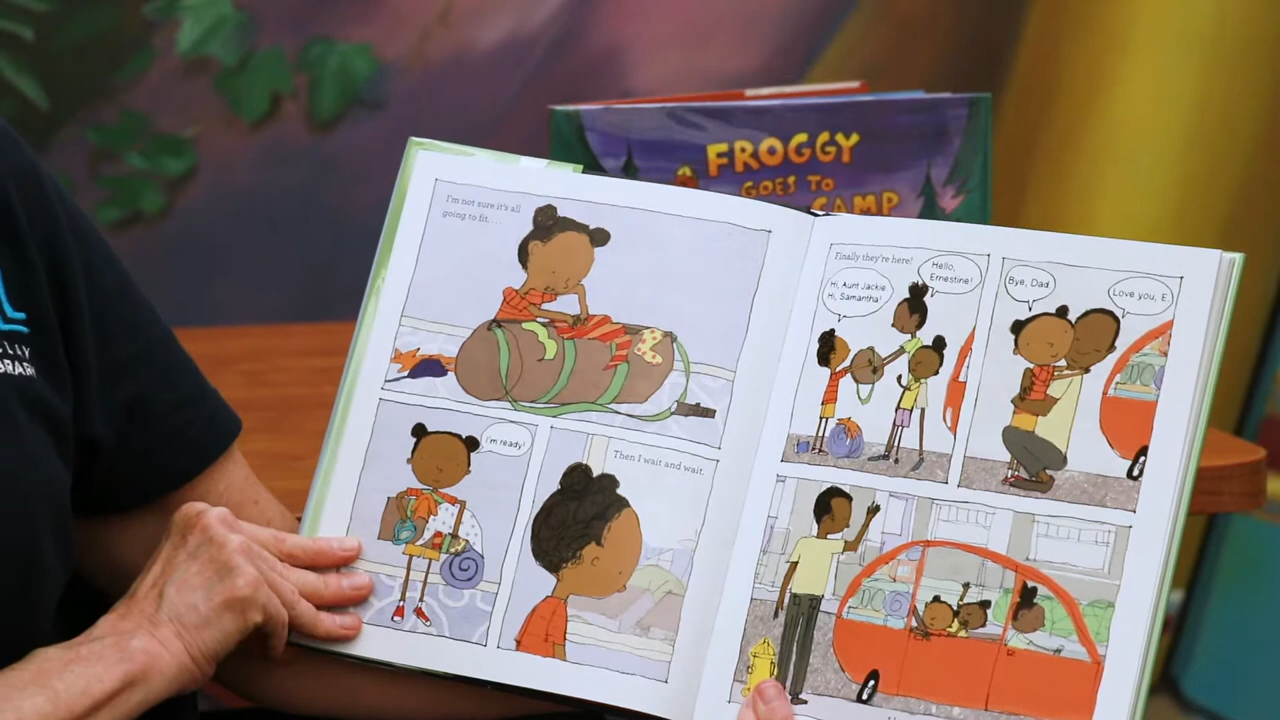 FROGGY
GOES TO
CAMP
I'm not sure it's all
going to fit. . . .
I'm ready!
Then I wait and wait.
Finally they're here!
Hi, Aunt Jackie.
Hi, Samantha!
Hello,
Ernestine!
Bye, Dad.
Love you, E.